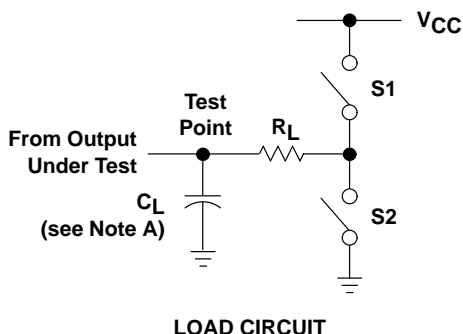 VCC
S1
Test
Point
RL
From Output
Under Test
CL
(see Note A)
S2
LOAD CIRCUIT